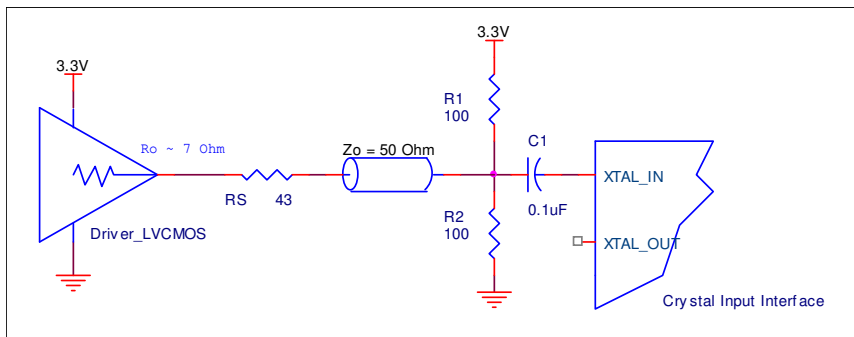 3.3V
3.3V
R1
100
Ro ~ 7 Ohm
Zo = 50 Ohm
C1
XTAL_IN
RS 43
0.1uF
R2
100
Driver_LVCMOS
XTAL_OUT
Crystal Input Interface